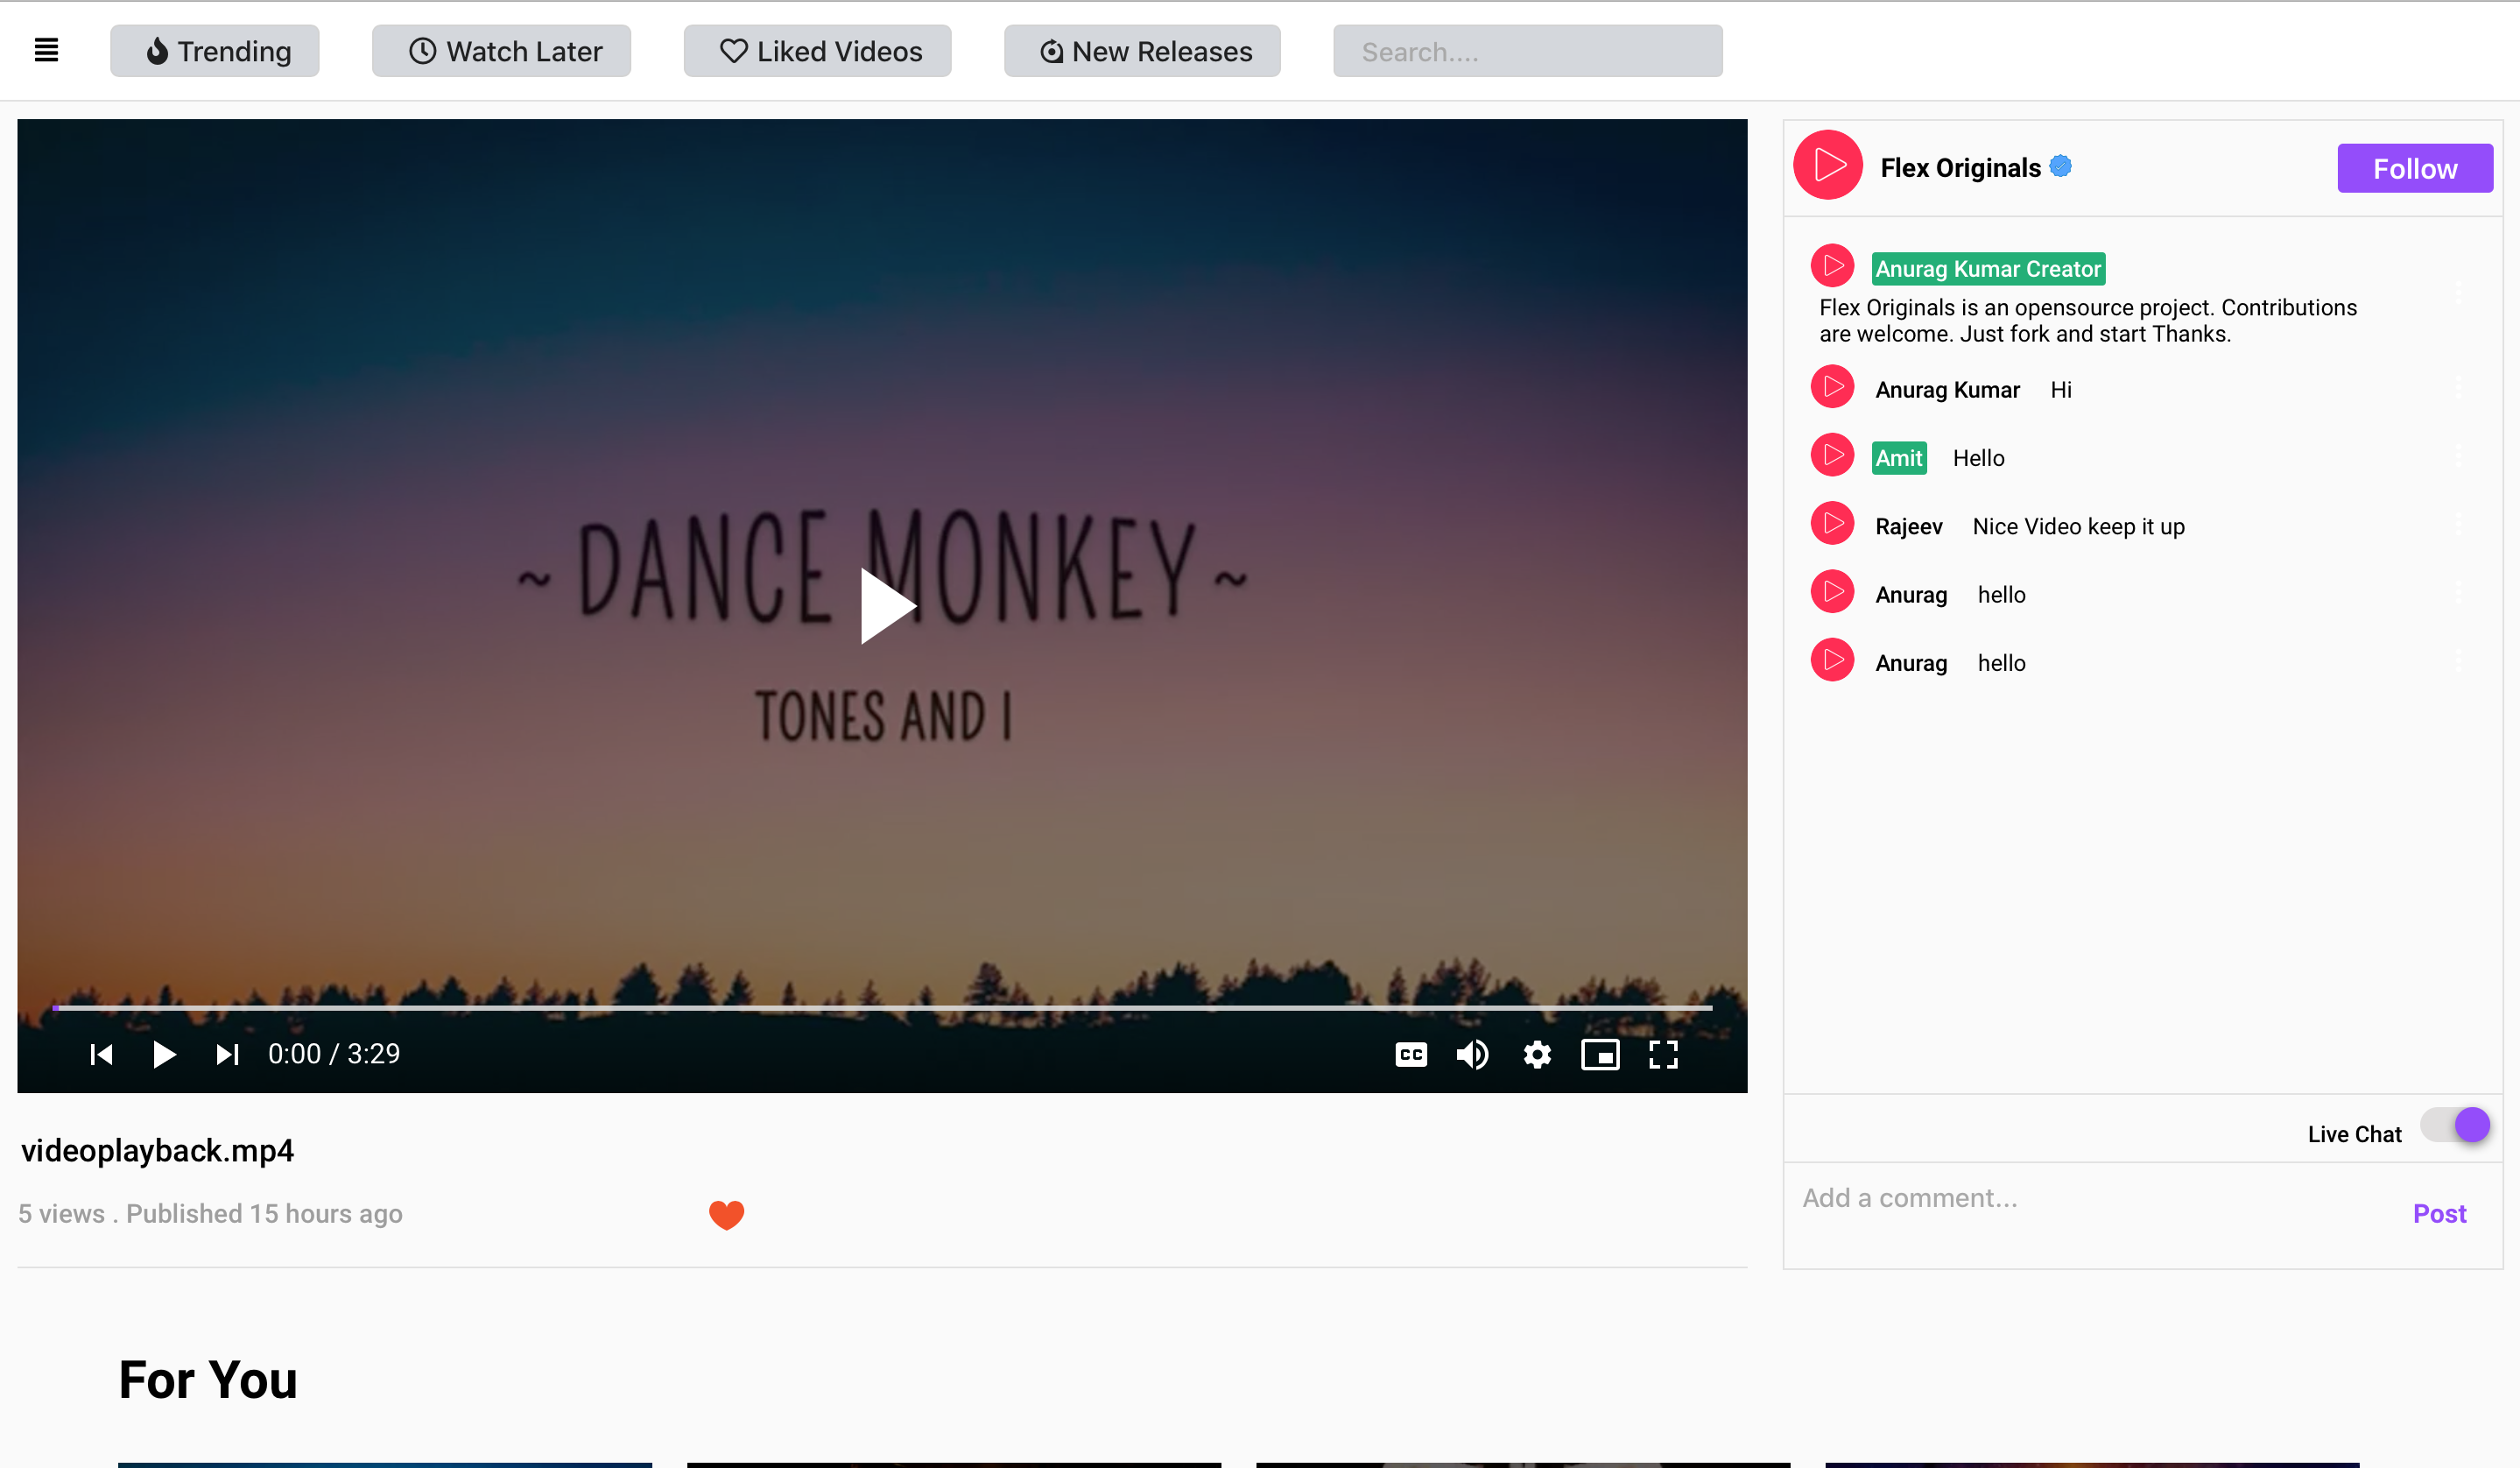 Trending
Watch Later
Liked Videos
New Releases
Search....
Flex Originals
Follow
Anurag Kumar Creator
Flex Originals is an opensource project. Contributions
are welcome. Just fork and start Thanks.
Anurag Kumar Hi
Amit Hello
Rajeev Nice Video keep it up
Anurag hello
Anurag hello
~ DANCE MONKEY ~
TONES AND I
0:00 / 3:29
CC
Live Chat
Add a comment...
Post
videoplayback.mp4
5 views . Published 15 hours ago
For You